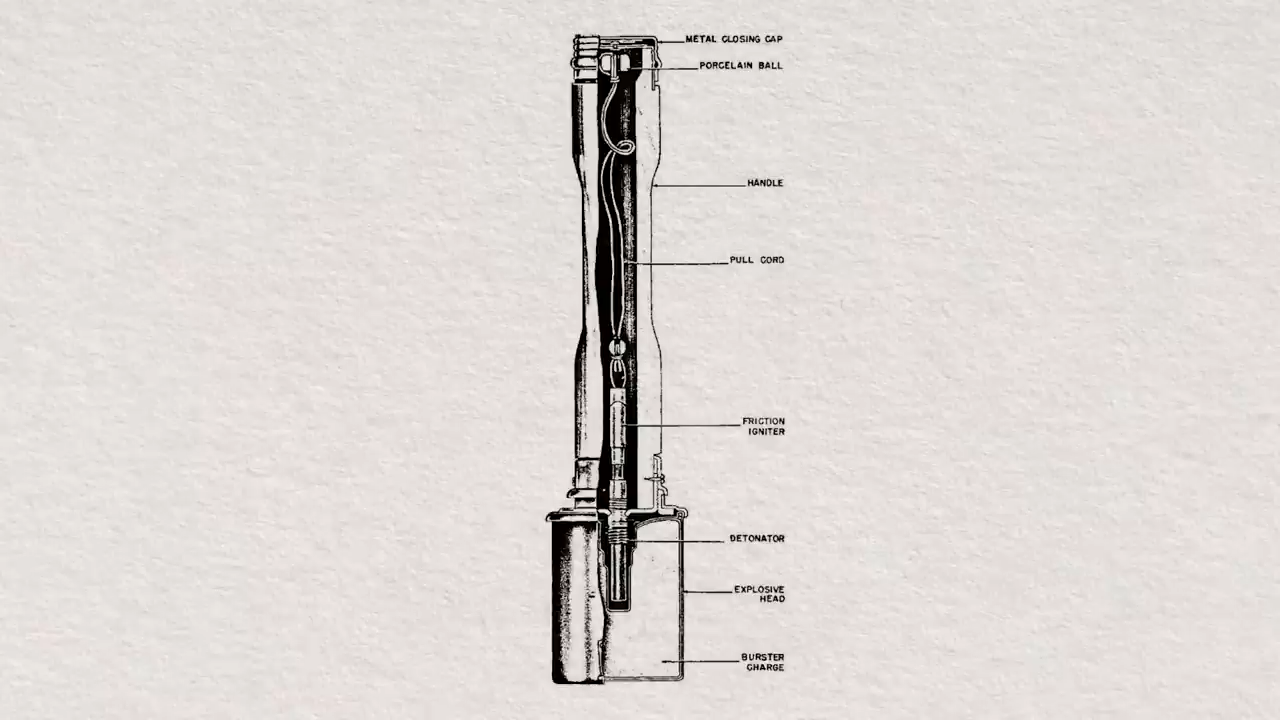 METAL CLOSING CAP
PORCELAIN BALL
HANDLE
PULL CORD
FRICTION
IGNITER
DETONATOR
EXPLOSIVE
HEAD
BURSTER
CHARGE